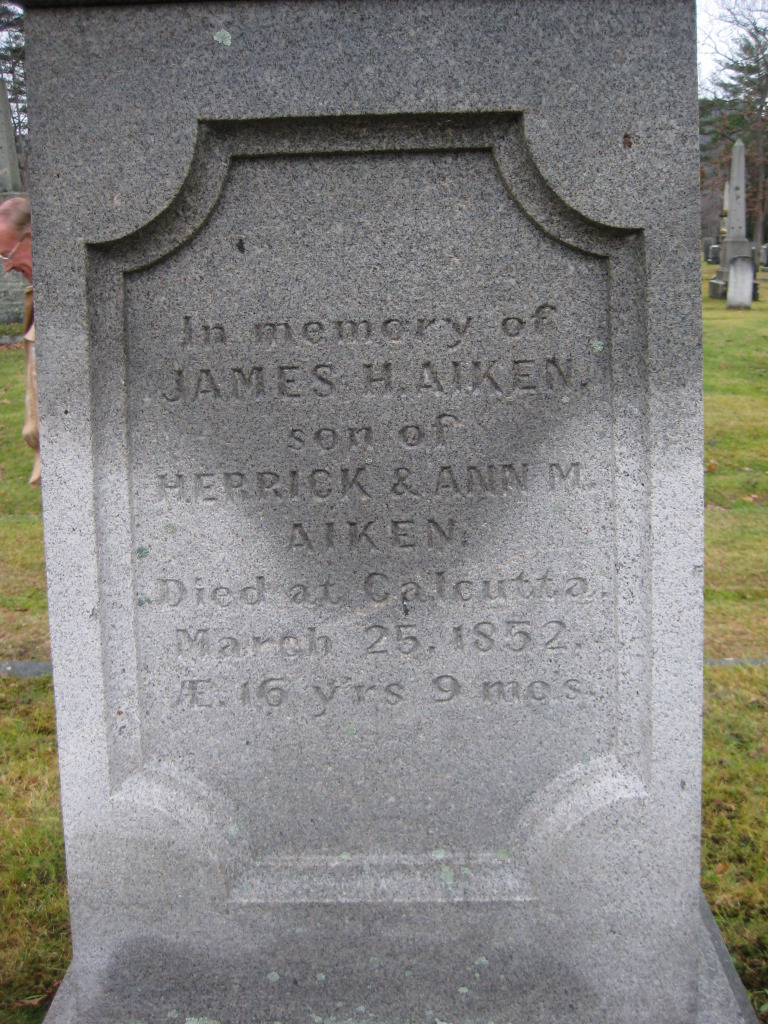 In memory of
JAMES H. AIKEN.
son of
HERRICK & ANN M.
AIKEN.
Died at Calcutta.
March 25, 1852.
Æ. 16 yrs 9 mos.